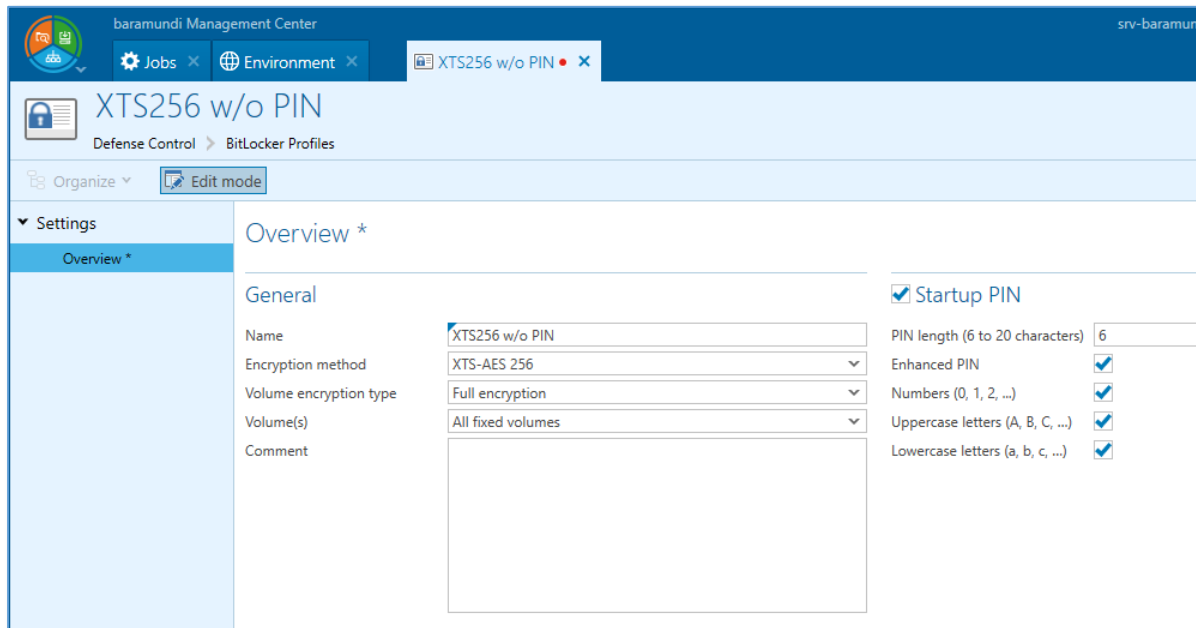 baramundi Management Center
srv-baramun
Jobs
Environment
XTS256 w/o PIN
XTS256 w/o PIN
Defense Control > BitLocker Profiles
Organize
Edit mode
Settings
Overview *
Overview *
General
Name XTS256 w/o PIN
Encryption method XTS-AES 256
Volume encryption type Full encryption
Volume(s) All fixed volumes
Comment
Startup PIN
PIN length (6 to 20 characters) 6
Enhanced PIN
Numbers (0, 1, 2, ...)
Uppercase letters (A, B, C, ...)
Lowercase letters (a, b, c, ...)